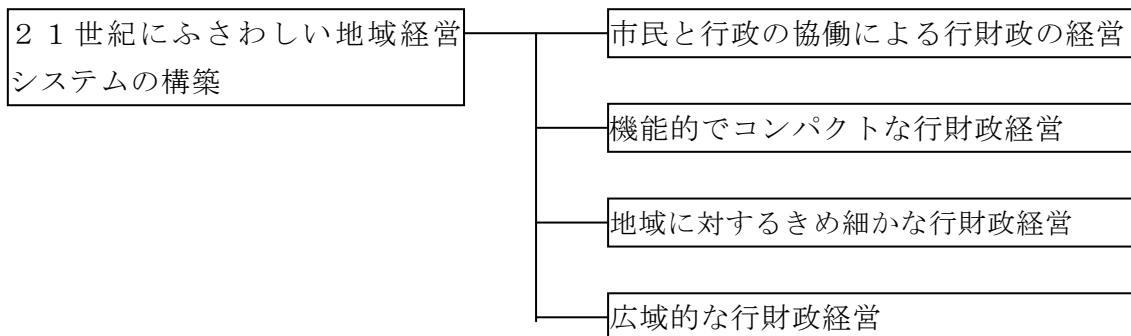 ２１世紀にふさわしい地域経営
システムの構築
市民と行政の協働による行財政の経営
機能的でコンパクトな行財政経営
地域に対するきめ細かな行財政経営
広域的な行財政経営